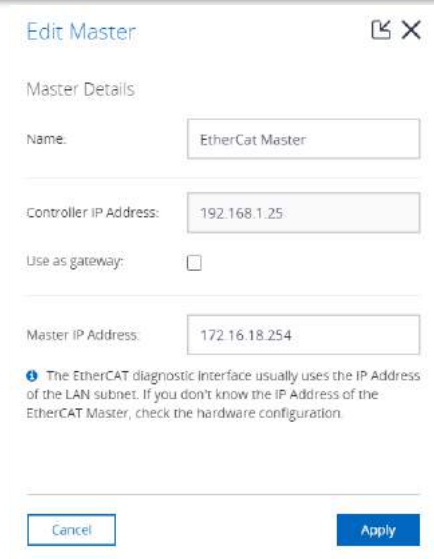 Edit Master
Master Details
Name:
EtherCat Master
Controller IP Address:
192.168.1.25
Use as gateway:
Master IP Address:
172.16.18.254
The EtherCAT diagnostic interface usually uses the IP Address
of the LAN subnet. If you don't know the IP Address of the
EtherCAT Master, check the hardware configuration.
Cancel
Apply